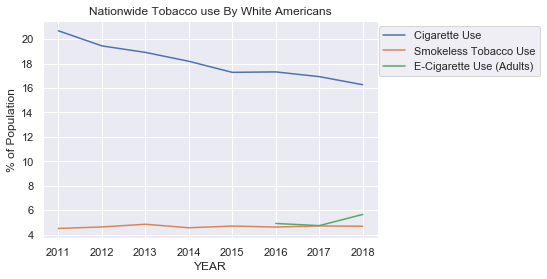 Nationwide Tobacco use By White Americans
Cigarette Use
Smokeless Tobacco Use
E-Cigarette Use (Adults)
% of Population
20
18
16
14
12
10
8
6
4
2011 2012 2013 2014 2015 2016 2017 2018
YEAR